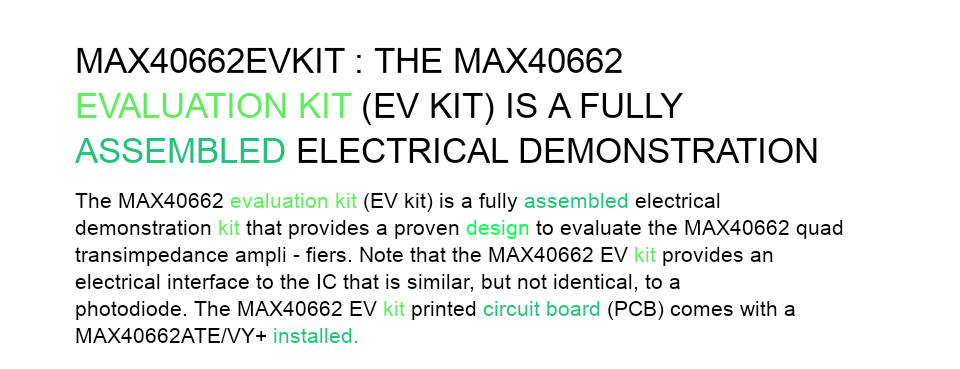 MAX40662EVKIT : THE MAX40662
EVALUATION KIT (EV KIT) IS A FULLY
ASSEMBLED ELECTRICAL DEMONSTRATION
The MAX40662 evaluation kit (EV kit) is a fully assembled electrical
demonstration kit that provides a proven design to evaluate the MAX40662 quad
transimpedance ampli - fiers. Note that the MAX40662 EV kit provides an
electrical interface to the IC that is similar, but not identical, to a
photodiode. The MAX40662 EV kit printed circuit board (PCB) comes with a
MAX40662ATE/VY+ installed.